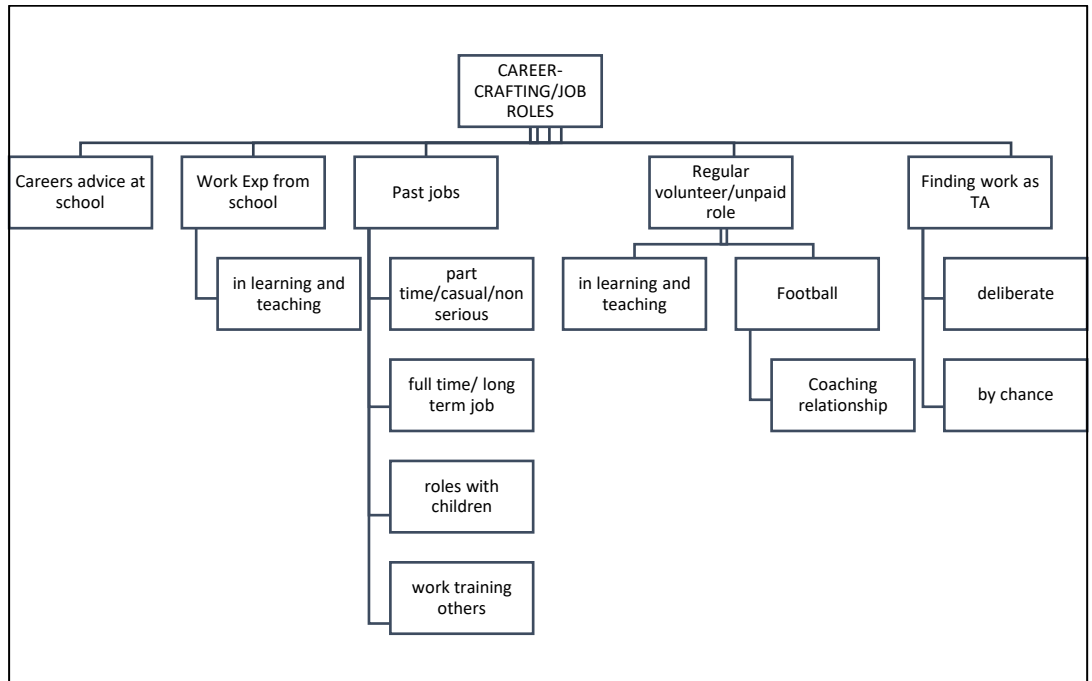 CAREER-
CRAFTING/JOB
ROLES
Careers advice at
school
Work Exp from
school
in learning and
teaching
Past jobs
part
time/casual/non
serious
full time/ long
term job
roles with
children
work training
others
Regular
volunteer/unpaid
role
in learning and
teaching
Football
Coaching
relationship
Finding work as
TA
deliberate
by chance